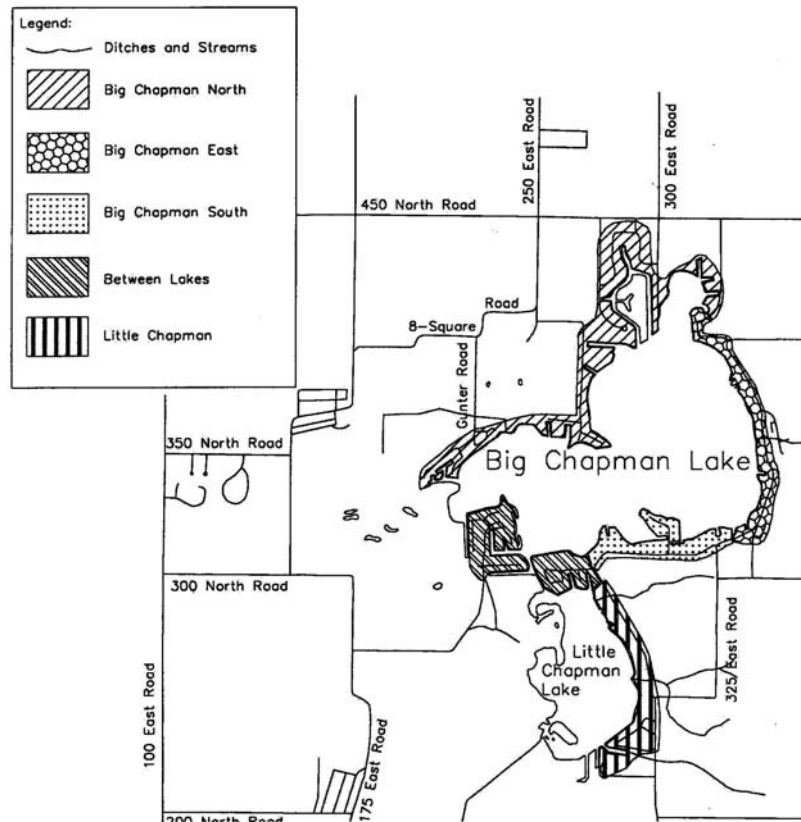 Legend:
Ditches and Streams
Big Chapman North
Big Chapman East
Big Chapman South
Between Lakes
Little Chapman
250 East Road
300 East Road
450 North Road
Road
8-Square
Gunter Road
350 North Road
Big Chapman Lake
300 North Road
Little
Chapman
Lake
325 East Road
100 East Road
175 East Road
200 North Road